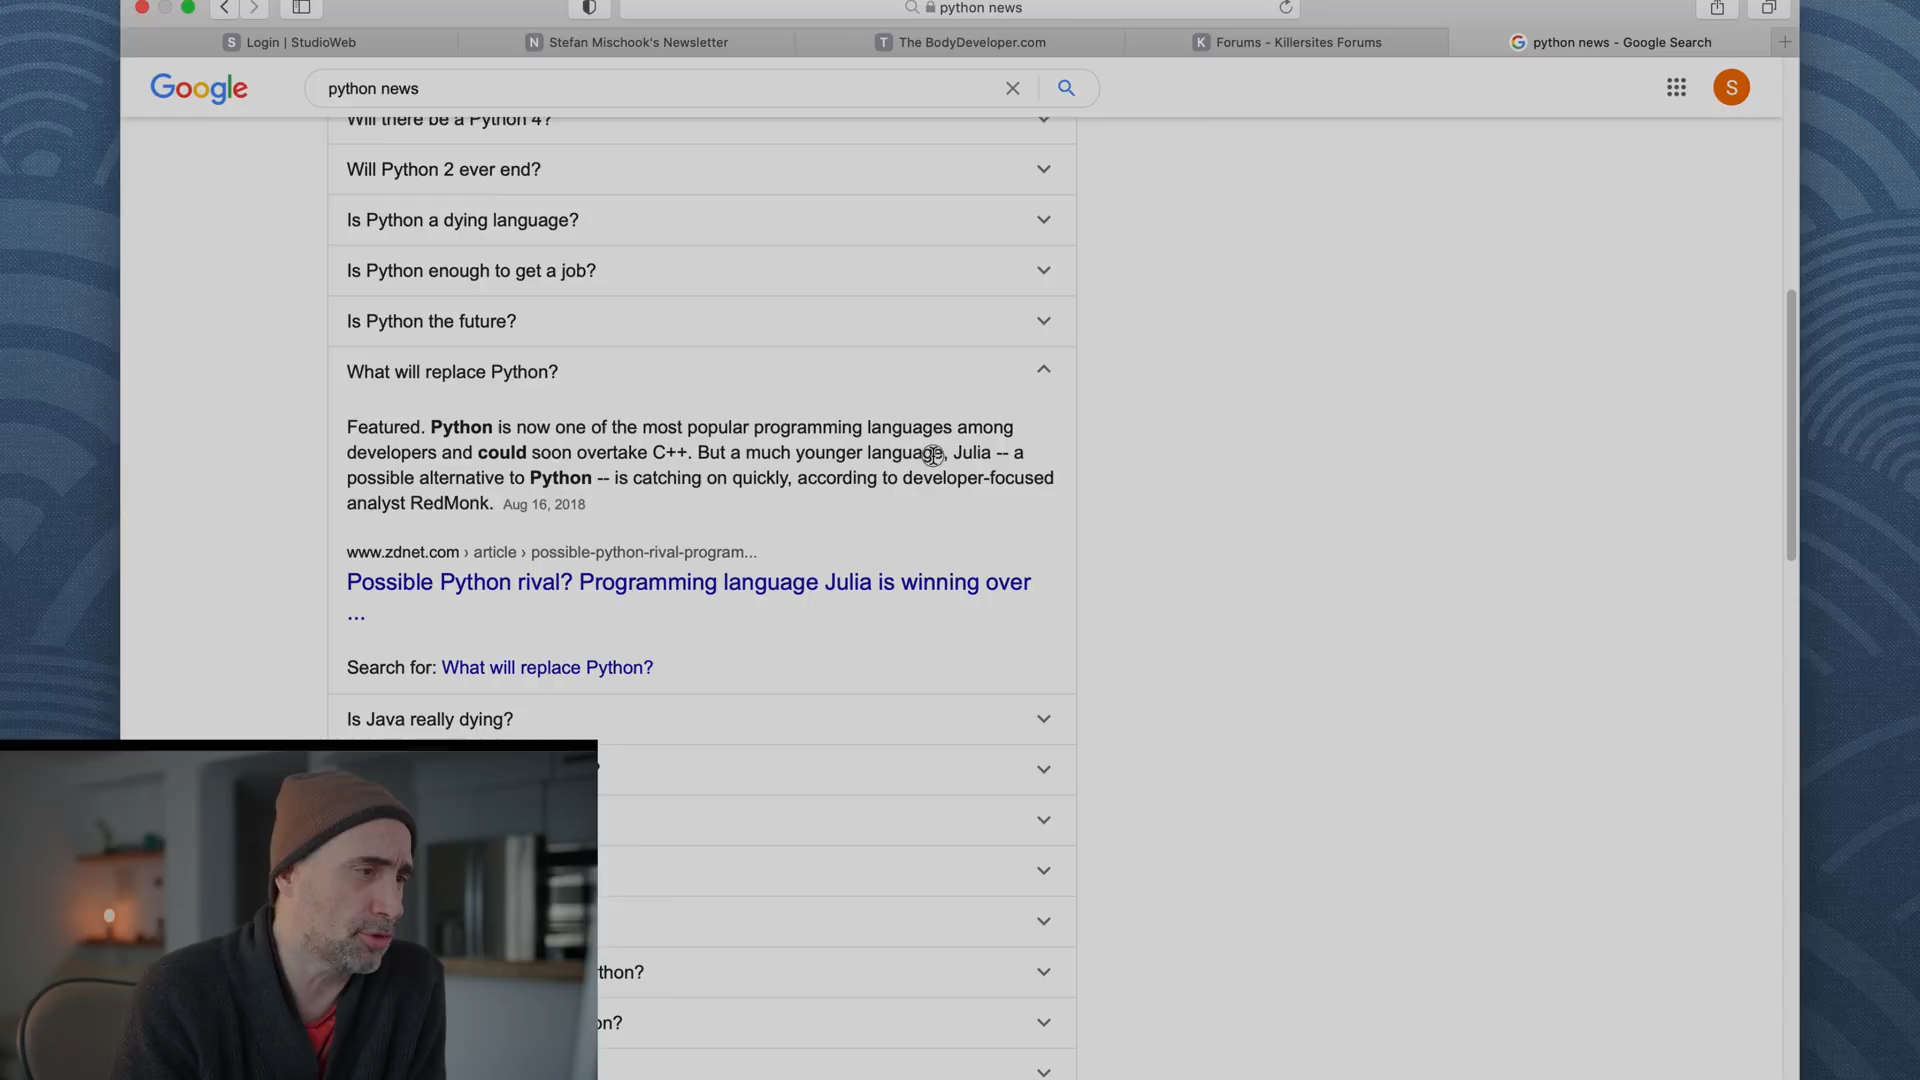 python news
S Login | StudioWeb
N Stefan Mischook's Newsletter
T The BodyDeveloper.com
K Forums - Killersites Forums
python news - Google Search
Google
python news
S
Will there be a Python 4?
Will Python 2 ever end?
Is Python a dying language?
Is Python enough to get a job?
Is Python the future?
What will replace Python?
Featured. Python is now one of the most popular programming languages among
developers and could soon overtake C++. But a much younger language, Julia -- a
possible alternative to Python -- is catching on quickly, according to developer-focused
analyst RedMonk. Aug 16, 2018
www.zdnet.com › article › possible-python-rival-program...
Possible Python rival? Programming language Julia is winning over
...
Search for: What will replace Python?
Is Java really dying?
thon?
on?